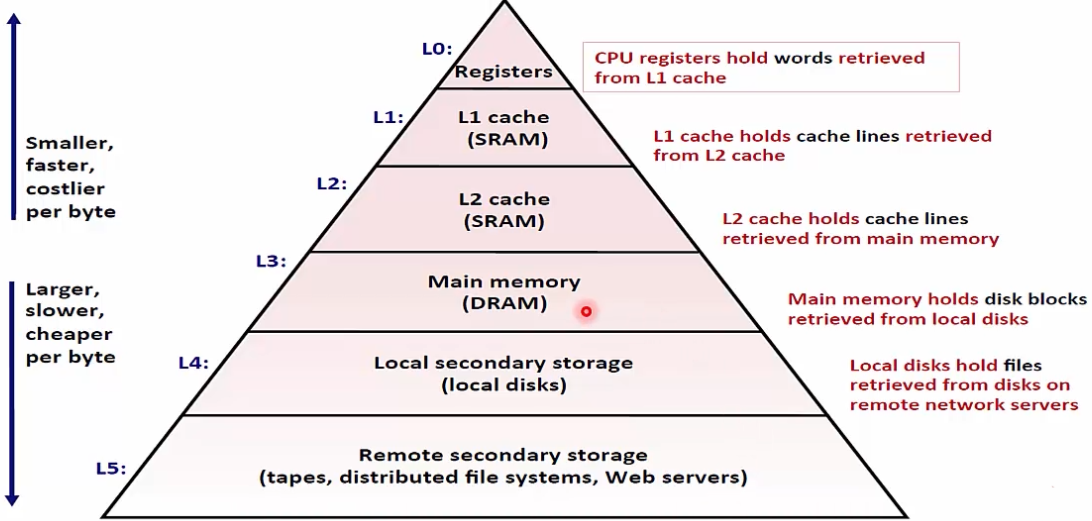 L0:
Registers
CPU registers hold words retrieved
from L1 cache
L1:
L1 cache
(SRAM)
L1 cache holds cache lines retrieved
from L2 cache
Smaller,
faster,
costlier
per byte
L2:
L2 cache
(SRAM)
L2 cache holds cache lines
retrieved from main memory
L3:
Main memory
(DRAM)
Main memory holds disk blocks
retrieved from local disks
Larger,
slower,
cheaper
per byte
L4:
Local secondary storage
(local disks)
Local disks hold files
retrieved from disks on
remote network servers
L5:
Remote secondary storage
(tapes, distributed file systems, Web servers)